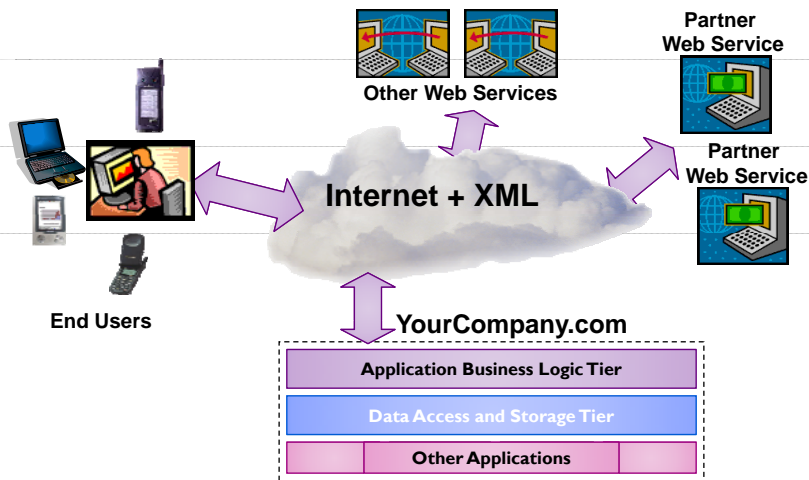 Partner
Web Service
Other Web Services
Partner
Web Service
Internet + XML
End Users
YourCompany.com
Application Business Logic Tier
Data Access and Storage Tier
Other Applications